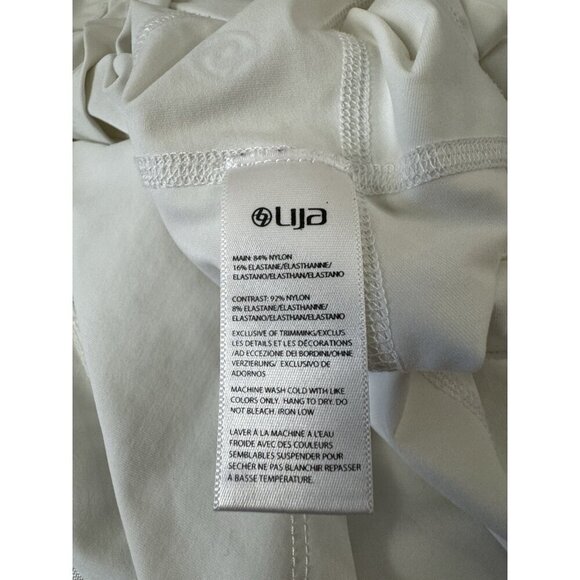 Lija
MAIN: 84% NYLON
16% ELASTANE/ELASTHANNE/
ELASTANO/ELASTHAN/ELASTANO
CONTRAST: 92% NYLON
8% ELASTANE/ELASTHANNE/
ELASTANO/ELASTHAN/ELASTANO
EXCLUSIVE OF TRIMMING/EXCLUS
LES DETAILS ET LES DÉCORATIONS
/AD ECCEZIONE DEI BORDINI/OHNE
VERZIERUNG/ EXCLUSIVO DE
ADORNOS
MACHINE WASH COLD WITH LIKE
COLORS ONLY. HANG TO DRY. DO
NOT BLEACH. IRON LOW
LAVER À LA MACHINE A L'EAU
FROIDE AVEC DES COULEURS
SEMBLABLES SUSPENDER POUR
SECHER NE PAS BLANCHIR REPASSER
À BASSE TEMPÉRATURE.